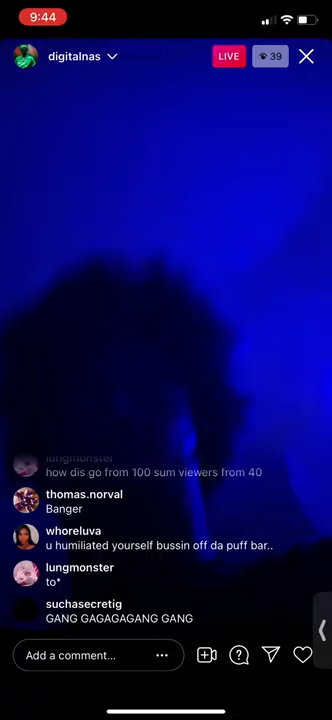 9:44
digitalnas
LIVE
39
lungmonster
how dis go from 100 sum viewers from 40
thomas.norval
Banger
whoreluva
u humiliated yourself bussin off da puff bar..
lungmonster
to*
suchasecretig
GANG GAGAGAGANG GANG
Add a comment...